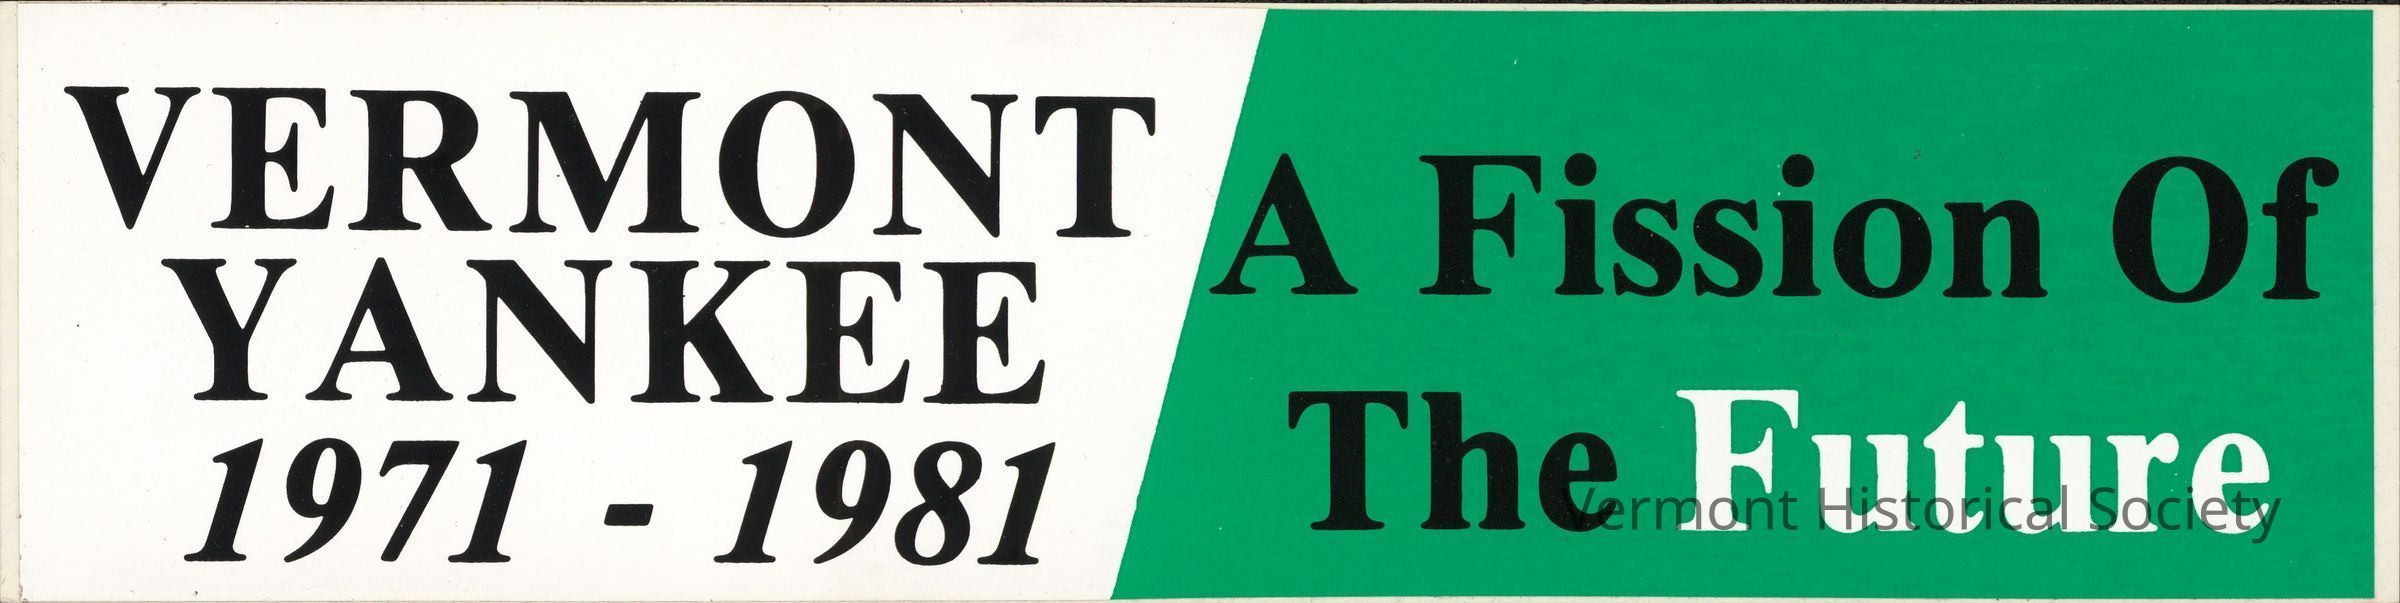 VERMONT
YANKEE
1971 - 1981
A Fission Of
The Future
Vermont Historical Society